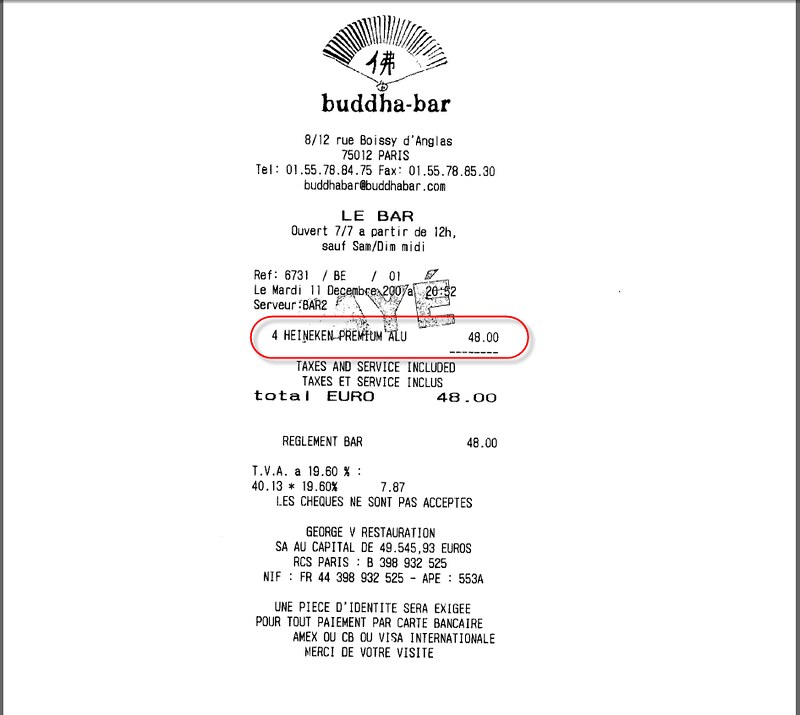 佛
buddha-bar
8/12 rue Boissy d'Anglas
75012 PARIS
Tel: 01.55.78.84.75 Fax: 01.55.78.85.30
buddhabar@buddhabar.com
LE BAR
Ouvert 7/7 a partir de 12h,
sauf Sam/Dim midi
Ref: 6731 / BE / 01
Le Mardi 11 Decembre 2007a 20:52
Serveur:BAR2
4 HEINEKEN PREMIUM ALU 48.00
TAXES AND SERVICE INCLUDED
TAXES ET SERVICE INCLUS
total EURO 48.00
REGLEMENT BAR 48.00
T.V.A. a 19.60 % :
40.13 * 19.60% 7.87
LES CHEQUES NE SONT PAS ACCEPTES
GEORGE V RESTAURATION
SA AU CAPITAL DE 49.545,93 EUROS
RCS PARIS : B 398 932 525
NIF : FR 44 398 932 525 - APE : 553A
UNE PIECE D'IDENTITE SERA EXIGEE
POUR TOUT PAIEMENT PAR CARTE BANCAIRE
AMEX OU CB OU VISA INTERNATIONALE
MERCI DE VOTRE VISITE